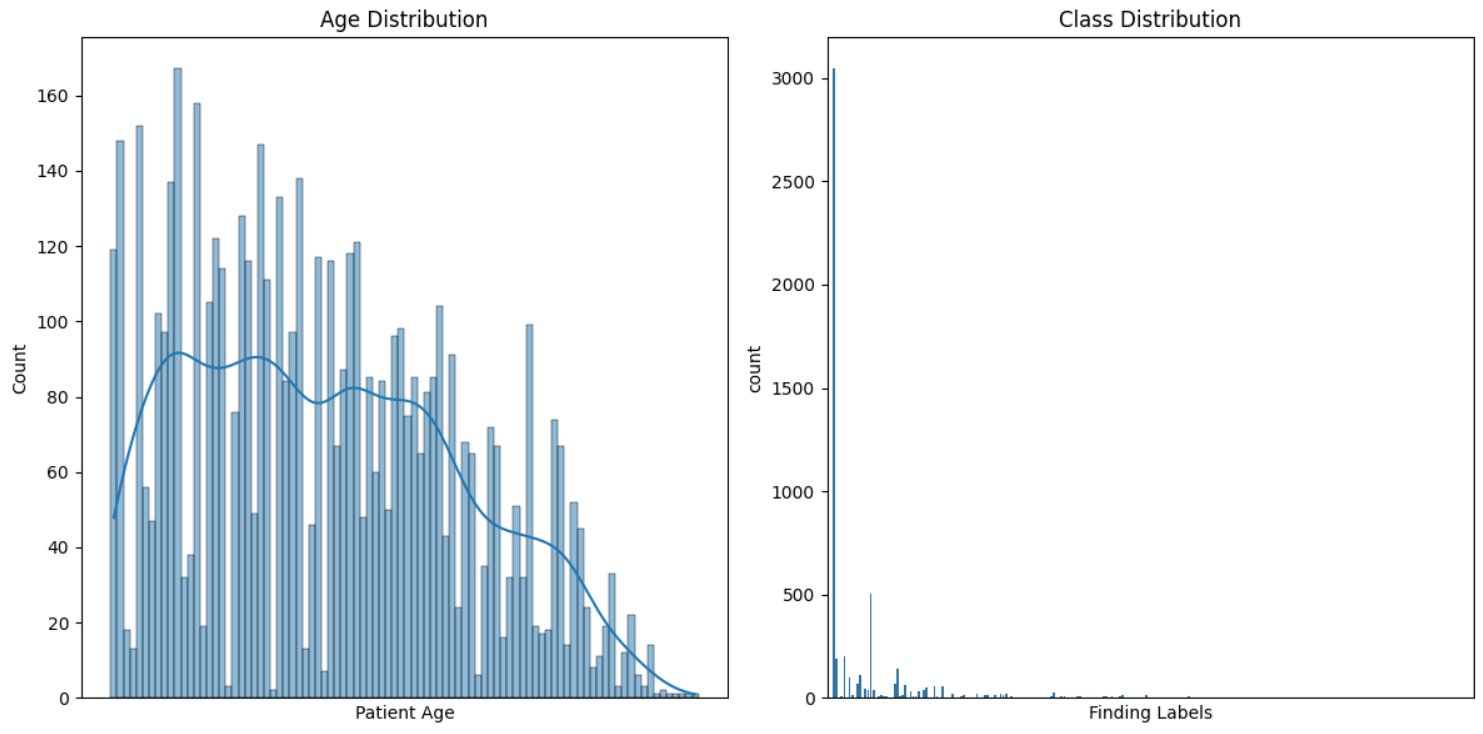 Age Distribution
160
140
120
100
80
60
40
20
0
Count
Patient Age
Class Distribution
3000
2500
2000
1500
1000
500
0
count
Finding Labels